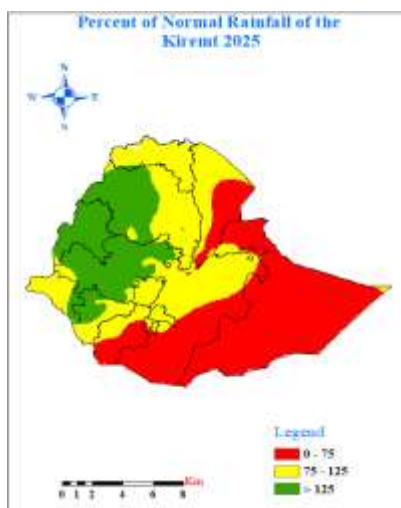 Percent of Normal Rainfall of the
Kiremt 2025
N
W E
S
Legend
0 - 75
75 - 125
> 125
Km
0 1 2 4 6 8